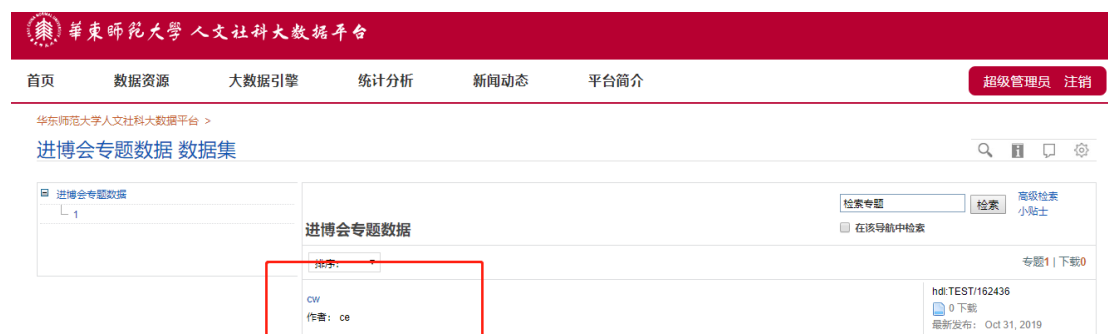 華東師范大學 人文社科大数据平台
首页 数据资源 大数据引擎 统计分析 新闻动态 平台简介 超级管理员 注销
华东师范大学人文社科大数据平台 >
进博会专题数据 数据集
进博会专题数据
1
检索专题 检索 高级检索
小贴士
进博会专题数据
在该导航中检索
排序:
专题1 | 下载0
cw
作者: ce
hdl:TEST/162436
0 下载
最新发布: Oct 31, 2019